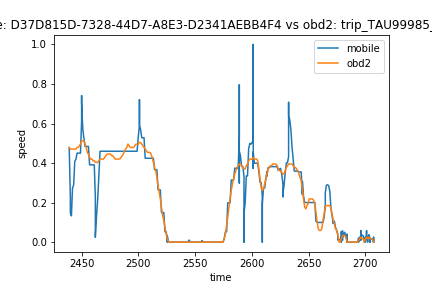 e: D37D815D-7328-44D7-A8E3-D2341AEBB4F4 vs obd2: trip_TAU99985_
mobile
obd2
1.0
0.8
0.6
0.4
0.2
0.0
speed
2450 2500 2550 2600 2650 2700
time